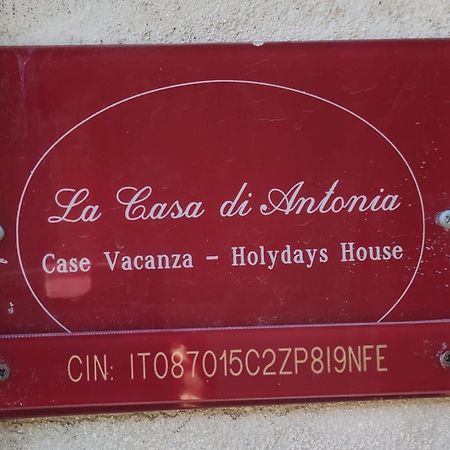 La Casa di Antonia
Case Vacanza - Holydays House
CIN: IT087015C2ZP8I9NFE